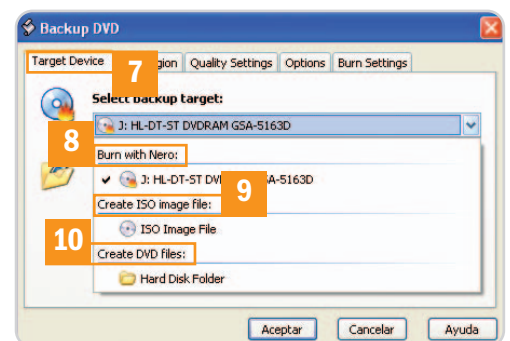 Backup DVD
Target Device 7 gion Quality Settings Options Burn Settings
Select backup target:
J: HL-DT-ST DVDRAM GSA-5163D
8
Burn with Nero:
J: HL-DT-ST DV A-5163D
9
Create ISO image file:
ISO Image File
10
Create DVD files:
Hard Disk Folder
Aceptar Cancelar Ayuda